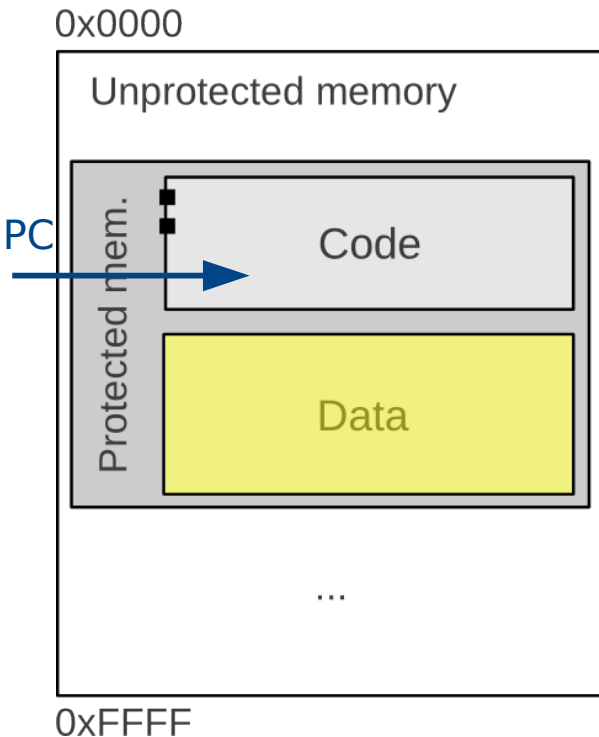 0x0000
Unprotected memory
PC
Protected mem.
Code
Data
...
0xFFFF